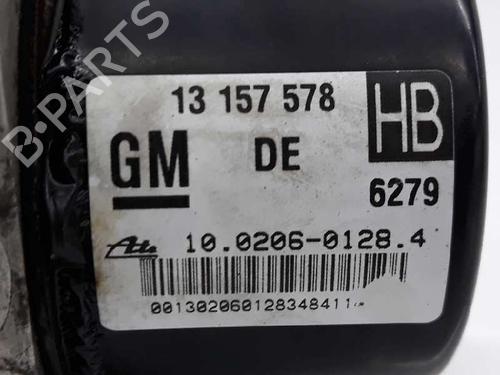 13 157 578
HB
GM DE
6279
Ate 10.0206-0128.4
00130206012834841
B-PARTS